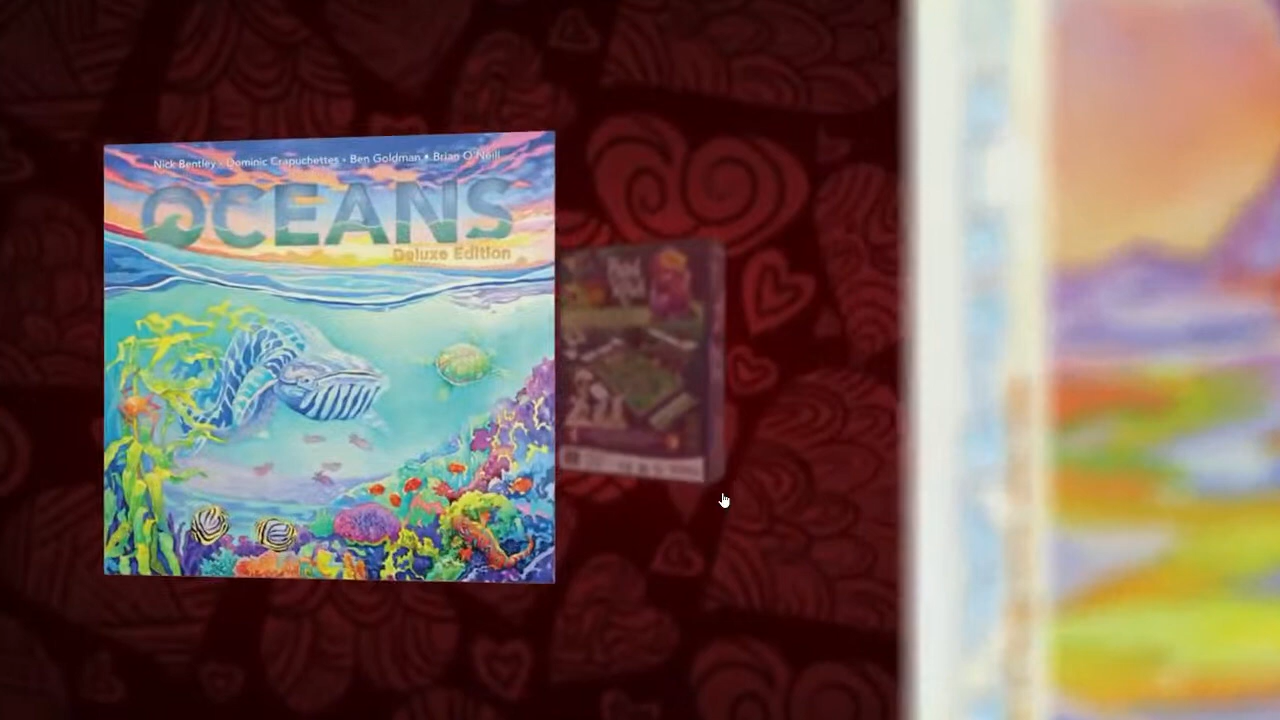 Nick Bentley • Dominic Crapuchettes • Ben Goldman • Brian O'Neill
OCEANS
Deluxe Edition